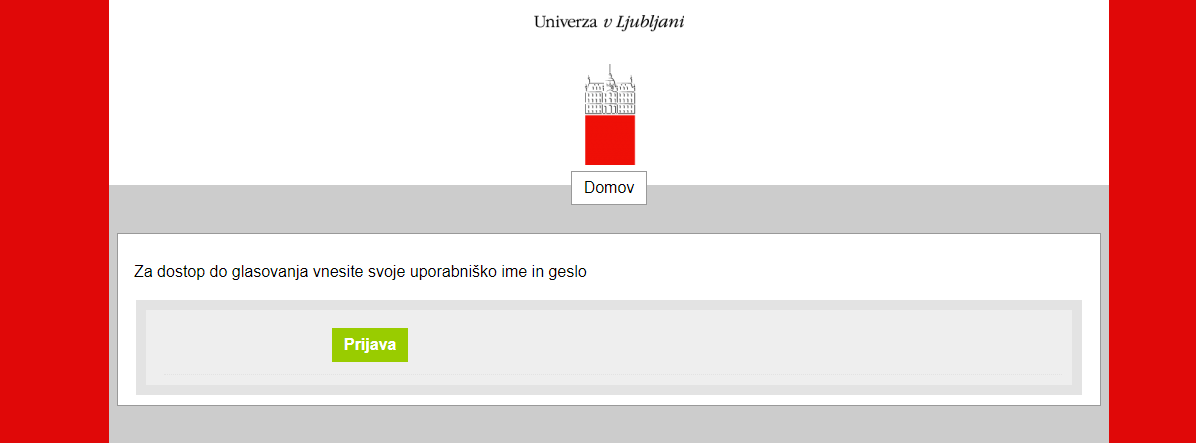 Univerza v Ljubljani
Domov
Za dostop do glasovanja vnesite svoje uporabniško ime in geslo
Prijava